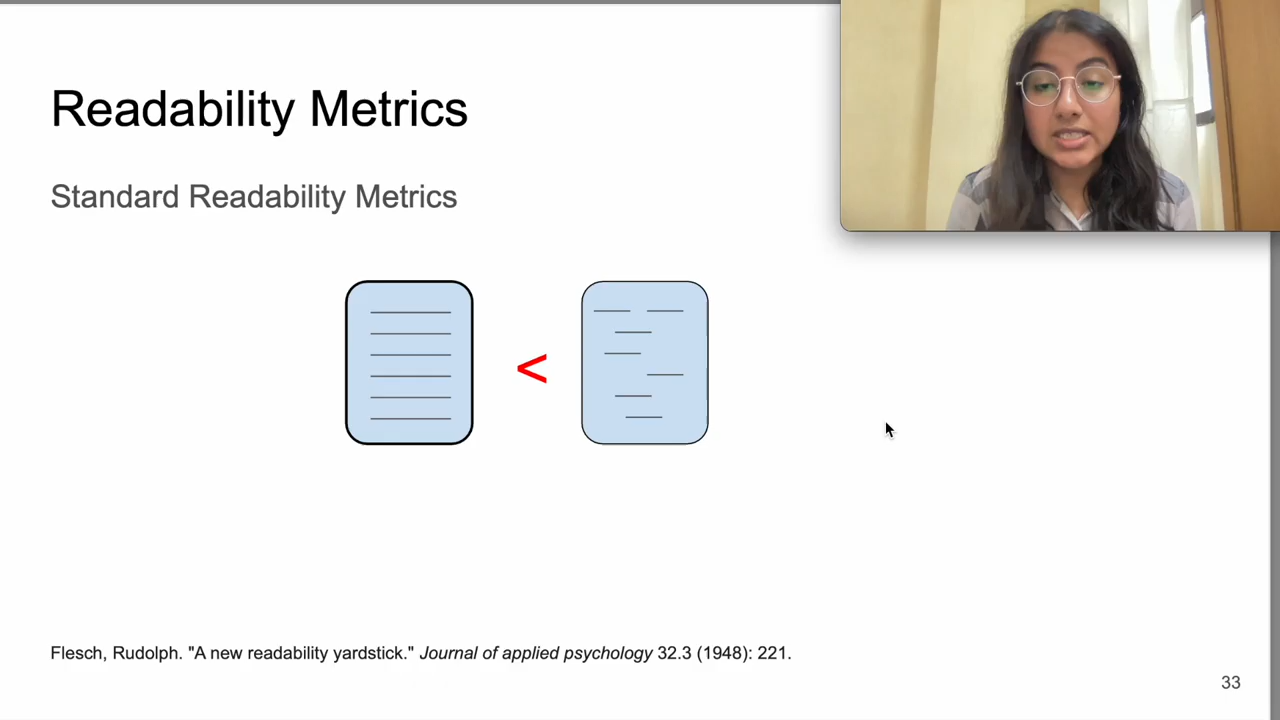 Readability Metrics
Standard Readability Metrics
<
Flesch, Rudolph. "A new readability yardstick." Journal of applied psychology 32.3 (1948): 221.
33